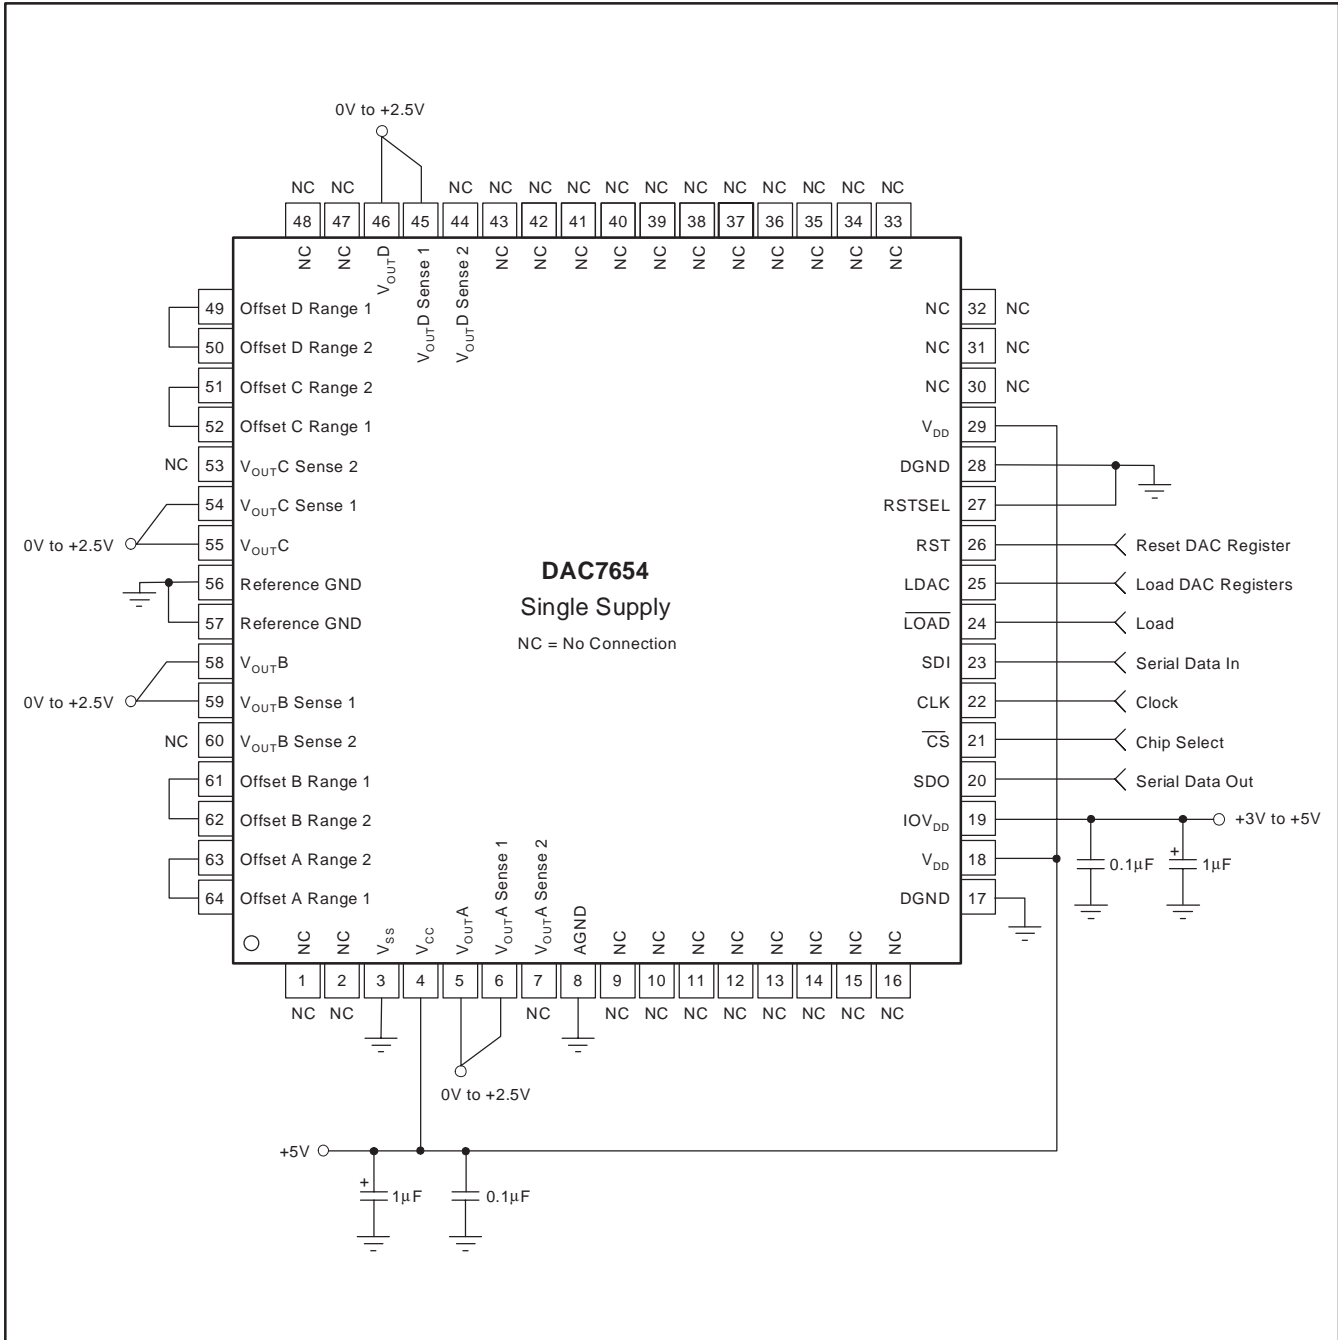 0V to +2.5V
NC NC NC NC NC NC NC NC NC NC NC NC NC NC
48 47 46 45 44 43 42 41 40 39 38 37 36 35 34 33
NC NC VOUTD VOUTD Sense 1 VOUTD Sense 2 NC NC NC NC NC NC NC NC NC NC NC
49 Offset D Range 1
50 Offset D Range 2
51 Offset C Range 2
52 Offset C Range 1
NC 53 VOUTC Sense 2
54 VOUTC Sense 1
0V to +2.5V 55 VOUTC
56 Reference GND
57 Reference GND
58 VOUTB
0V to +2.5V 59 VOUTB Sense 1
NC 60 VOUTB Sense 2
61 Offset B Range 1
62 Offset B Range 2
63 Offset A Range 2
64 Offset A Range 1
DAC7654
Single Supply
NC = No Connection
NC 32 NC
NC 31 NC
NC 30 NC
VDD 29
DGND 28
RSTSEL 27
RST 26 Reset DAC Register
LDAC 25 Load DAC Registers
LOAD 24 Load
SDI 23 Serial Data In
CLK 22 Clock
CS 21 Chip Select
SDO 20 Serial Data Out
IOVDD 19 +3V to +5V
VDD 18 0.1µF + 1µF
DGND 17
NC NC VSS VCC VOUTA VOUTA Sense 1 VOUTA Sense 2 AGND NC NC NC NC NC NC NC NC
1 2 3 4 5 6 7 8 9 10 11 12 13 14 15 16
NC NC NC NC NC NC NC NC NC NC NC
0V to +2.5V
+5V
+ 1µF 0.1µF